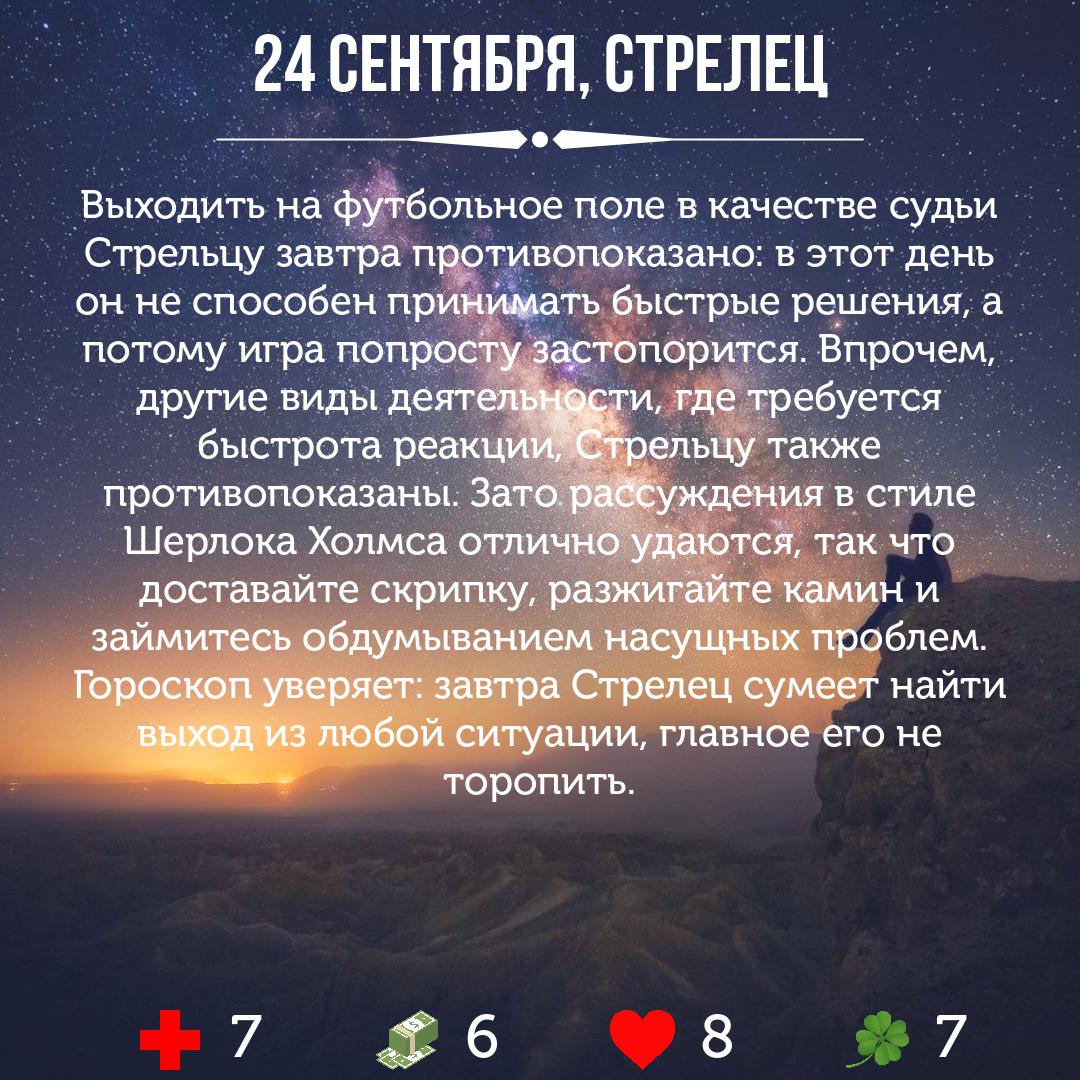 24 СЕНТЯБРЯ, СТРЕЛЕЦ
Выходить на футбольное поле в качестве судьи
Стрельцу завтра противопоказано: в этот день
он не способен принимать быстрые решения, а
потому игра попросту застопорится. Впрочем,
другие виды деятельности, где требуется
быстрота реакции, Стрельцу также
противопоказаны. Зато рассуждения в стиле
Шерлока Холмса отлично удаются, так что
доставайте скрипку, разжигайте камин и
займитесь обдумыванием насущных проблем.
Гороскоп уверяет: завтра Стрелец сумеет найти
выход из любой ситуации, главное его не
торопить.
7 6 8 7